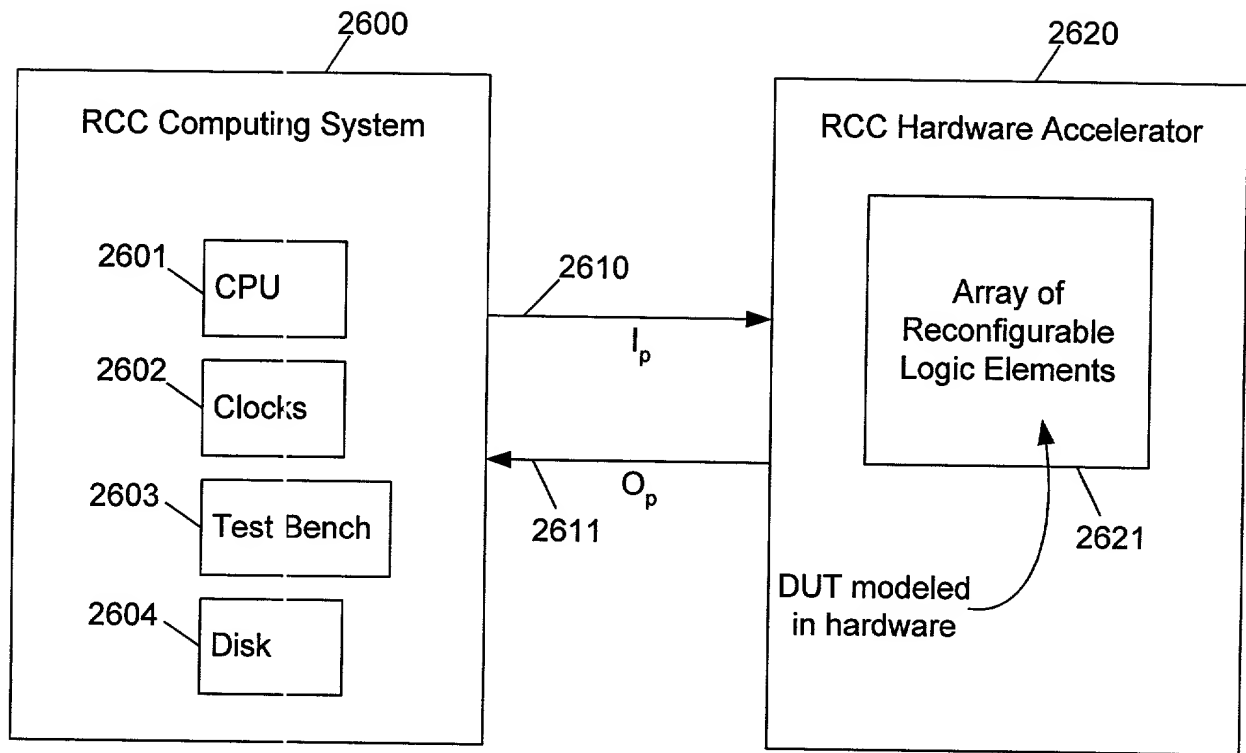 2600
2620
RCC Computing System
RCC Hardware Accelerator
2601
CPU
2602
Clocks
2603
Test Bench
2604
Disk
2610
Ip
Op
2611
Array of
Reconfigurable
Logic Elements
2621
DUT modeled
in hardware